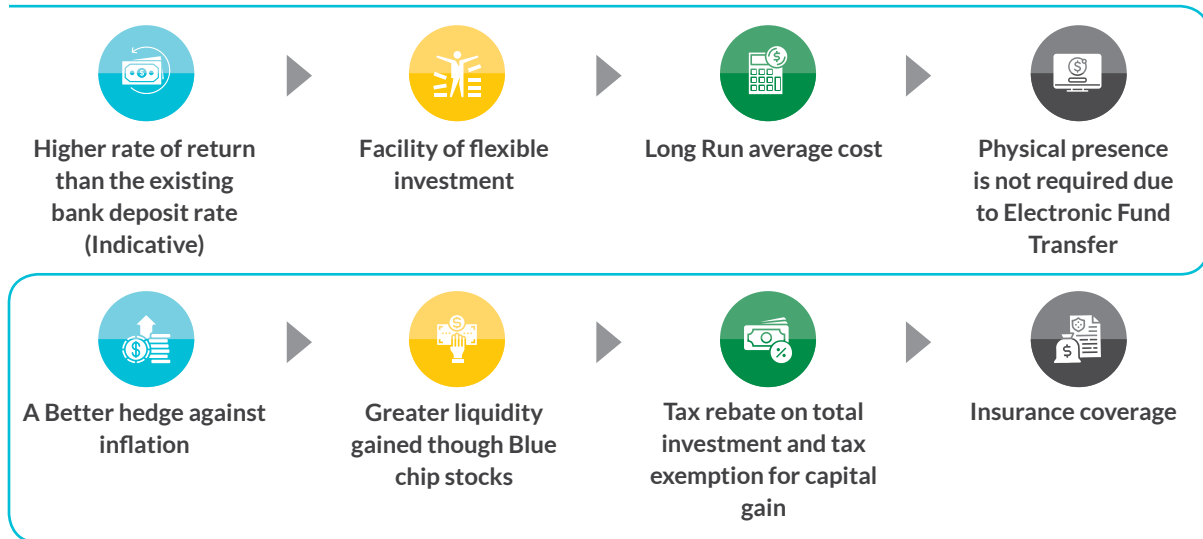 Higher rate of return
than the existing
bank deposit rate
(Indicative)
Facility of flexible
investment
Long Run average cost
Physical presence
is not required due
to Electronic Fund
Transfer
A Better hedge against
inflation
Greater liquidity
gained though Blue
chip stocks
Tax rebate on total
investment and tax
exemption for capital
gain
Insurance coverage